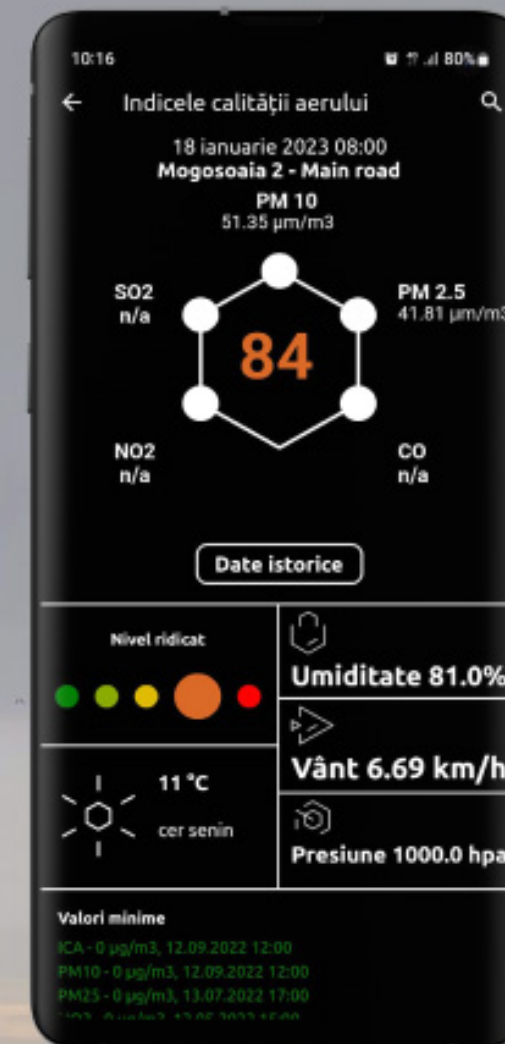 10:16
80%
Indicele calității aerului
18 ianuarie 2023 08:00
Mogosoaia 2 - Main road
PM 10
51.35 µm/m3
SO2
n/a
PM 2.5
41.81 µm/m3
84
NO2
n/a
CO
n/a
Date istorice
Nivel ridicat
Umiditate 81.0%
Vânt 6.69 km/h
11 °C
cer senin
Presiune 1000.0 hpa
Valori minime
ICA - 0 µg/m3, 12.09.2022 12:00
PM10 - 0 µg/m3, 12.09.2022 12:00
PM25 - 0 µg/m3, 13.07.2022 17:00